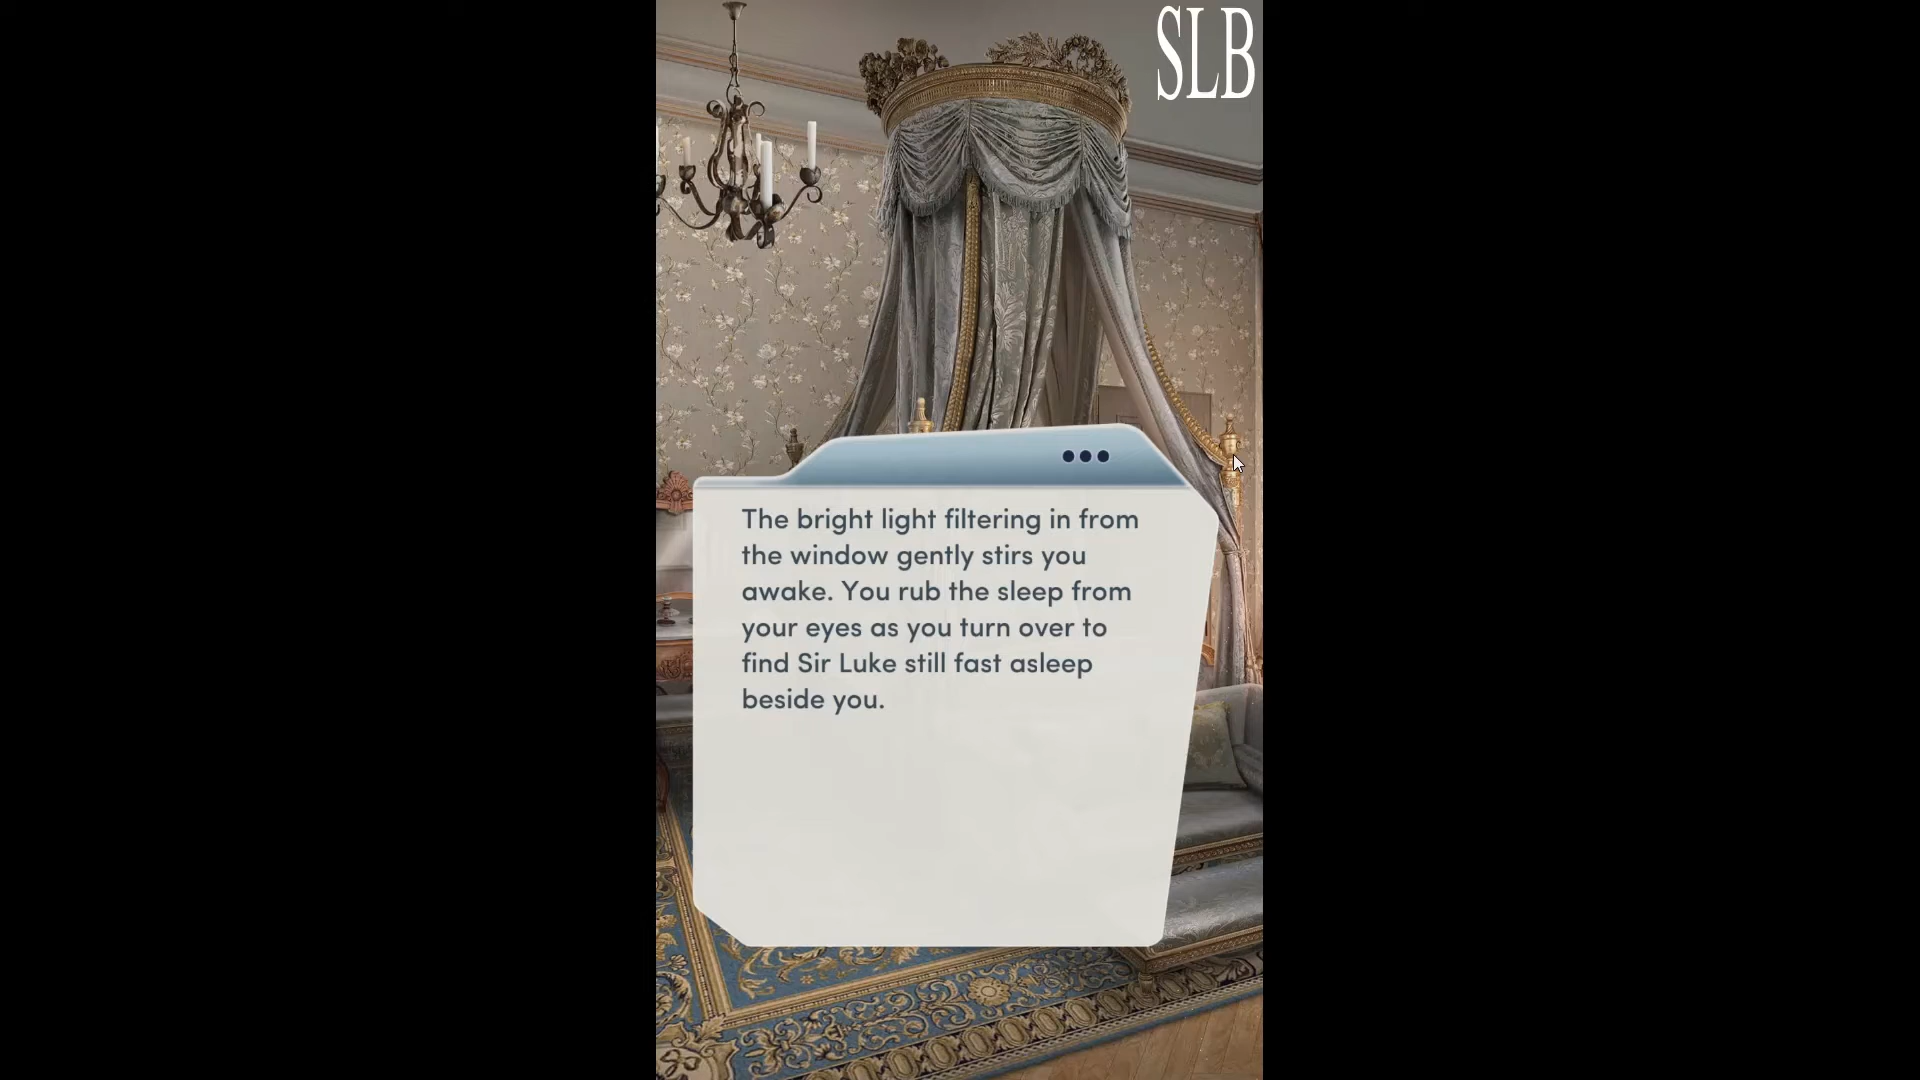 SLB
The bright light filtering in from
the window gently stirs you
awake. You rub the sleep from
your eyes as you turn over to
find Sir Luke still fast asleep
beside you.